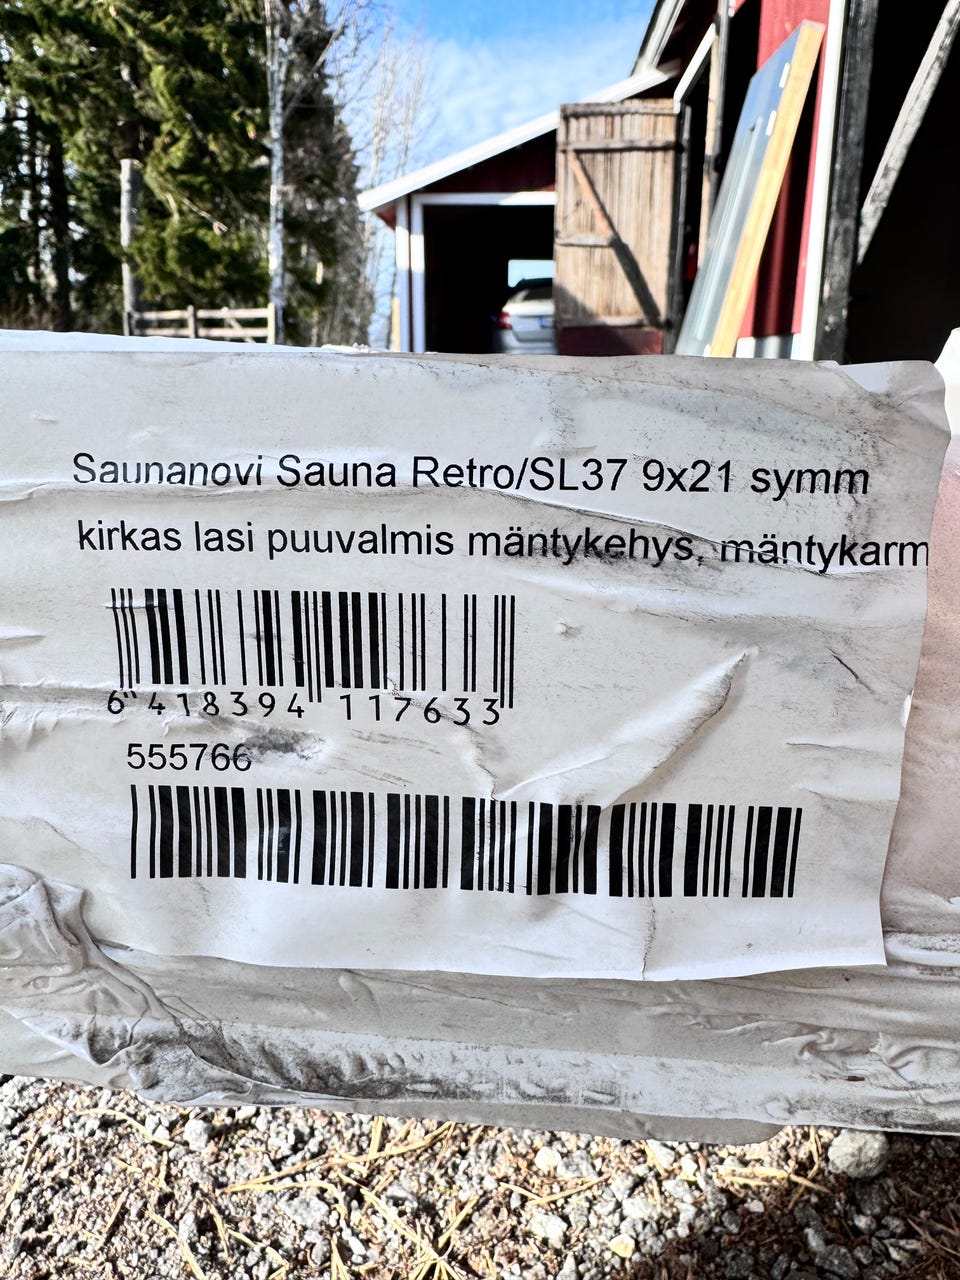 Saunanovi Sauna Retro/SL37 9x21 symm
kirkas lasi puuvalmis mäntykehys, mäntykarm
6 418394 117633
555766